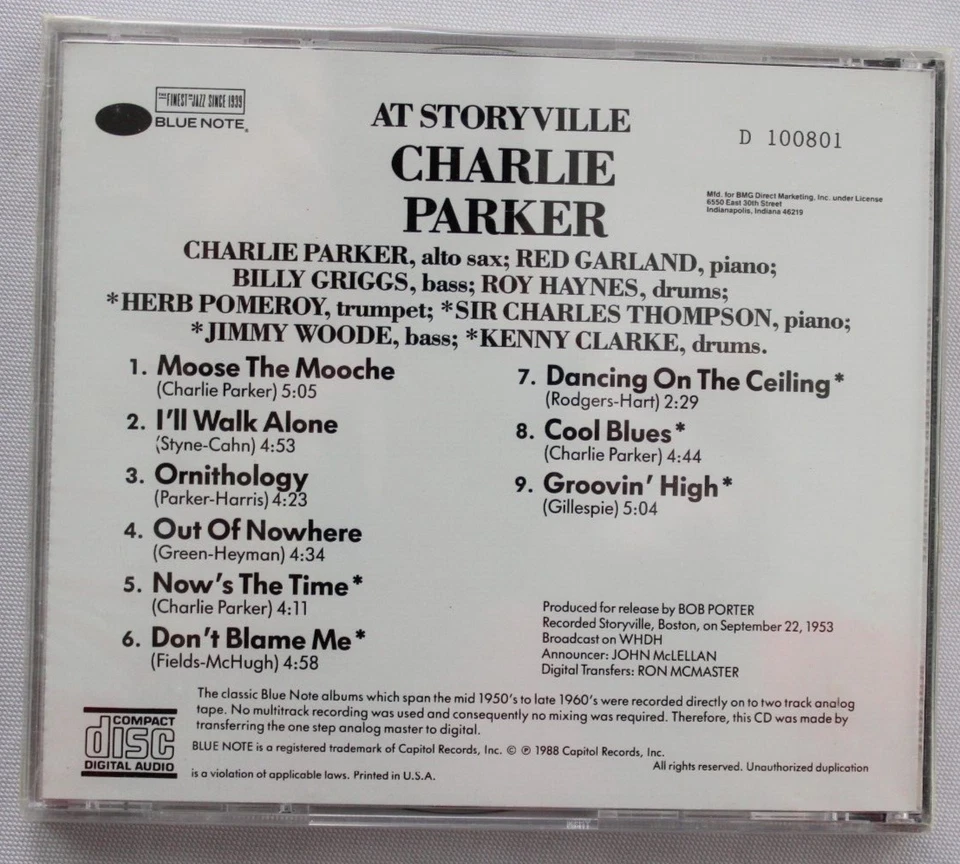 THE FINEST IN JAZZ SINCE 1939
BLUE NOTE®
AT STORYVILLE
CHARLIE
PARKER
D 100801
Mfd. for BMG Direct Marketing, Inc. under License
6550 East 30th Street
Indianapolis, Indiana 46219
CHARLIE PARKER, alto sax; RED GARLAND, piano;
BILLY GRIGGS, bass; ROY HAYNES, drums;
*HERB POMEROY, trumpet; *SIR CHARLES THOMPSON, piano;
*JIMMY WOODE, bass; *KENNY CLARKE, drums.
1. Moose The Mooche
(Charlie Parker) 5:05
2. I'll Walk Alone
(Styne-Cahn) 4:53
3. Ornithology
(Parker-Harris) 4:23
4. Out Of Nowhere
(Green-Heyman) 4:34
5. Now's The Time*
(Charlie Parker) 4:11
6. Don't Blame Me*
(Fields-McHugh) 4:58
7. Dancing On The Ceiling*
(Rodgers-Hart) 2:29
8. Cool Blues*
(Charlie Parker) 4:44
9. Groovin' High*
(Gillespie) 5:04
Produced for release by BOB PORTER
Recorded Storyville, Boston, on September 22, 1953
Broadcast on WHDH
Announcer: JOHN McLELLAN
Digital Transfers: RON MCMASTER
COMPACT
disc
DIGITAL AUDIO
The classic Blue Note albums which span the mid 1950's to late 1960's were recorded directly on to two track analog
tape. No multitrack recording was used and consequently no mixing was required. Therefore, this CD was made by
transferring the one step analog master to digital.
BLUE NOTE is a registered trademark of Capitol Records, Inc. © ℗ 1988 Capitol Records, Inc.
All rights reserved. Unauthorized duplication
is a violation of applicable laws. Printed in U.S.A.